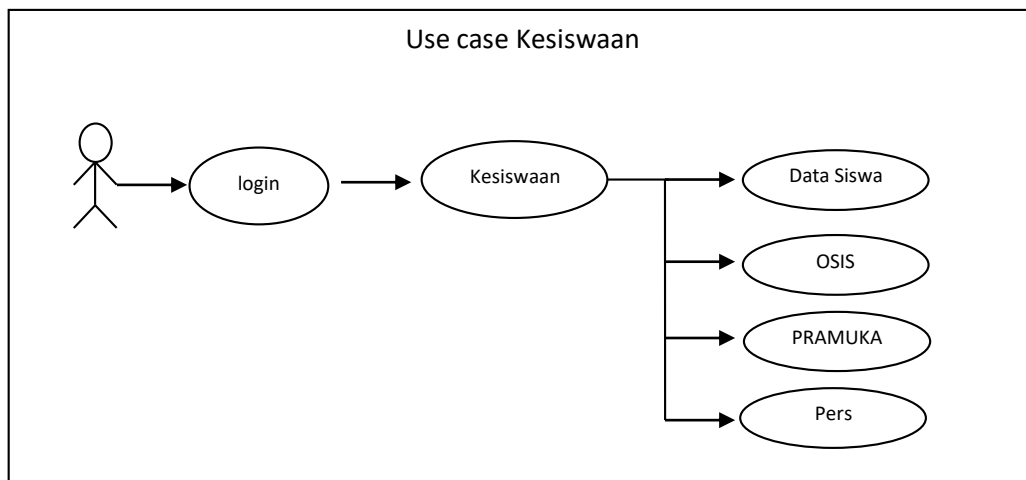 Use case Kesiswaan
login
Kesiswaan
Data Siswa
OSIS
PRAMUKA
Pers